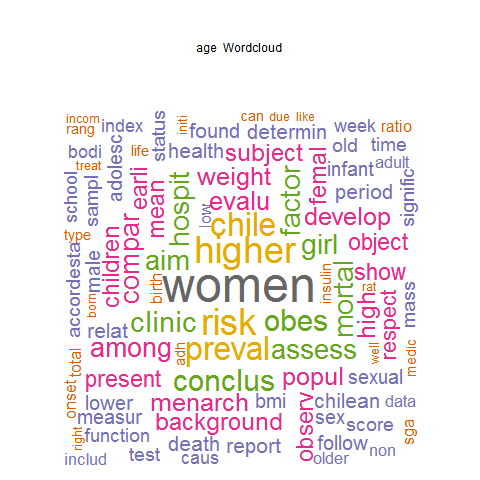 age Wordcloud
incom
can due like
rang
index
status
initi
found
determin
week
ratio
bodi
adolesc
life
health
subject
femal
old
time
treat
earli
hospit
weight
factor
infant
adult
school
sampl
mean
evalu
period
signific
type
children
compar
low
chile
develop
accordesta
male
aim
higher
girl
object
born
birth
women
insulin
mortal
show
rat
high
respect
mass
relat
clinic
risk
obes
total
among
adh
preval
assess
well
medic
onset
present
conclus
popul
sexual
lower
menarch
bmi
observ
chilean
data
measur
background
sex
score
sga
right
function
death
report
follow
non
includ
test
caus
older